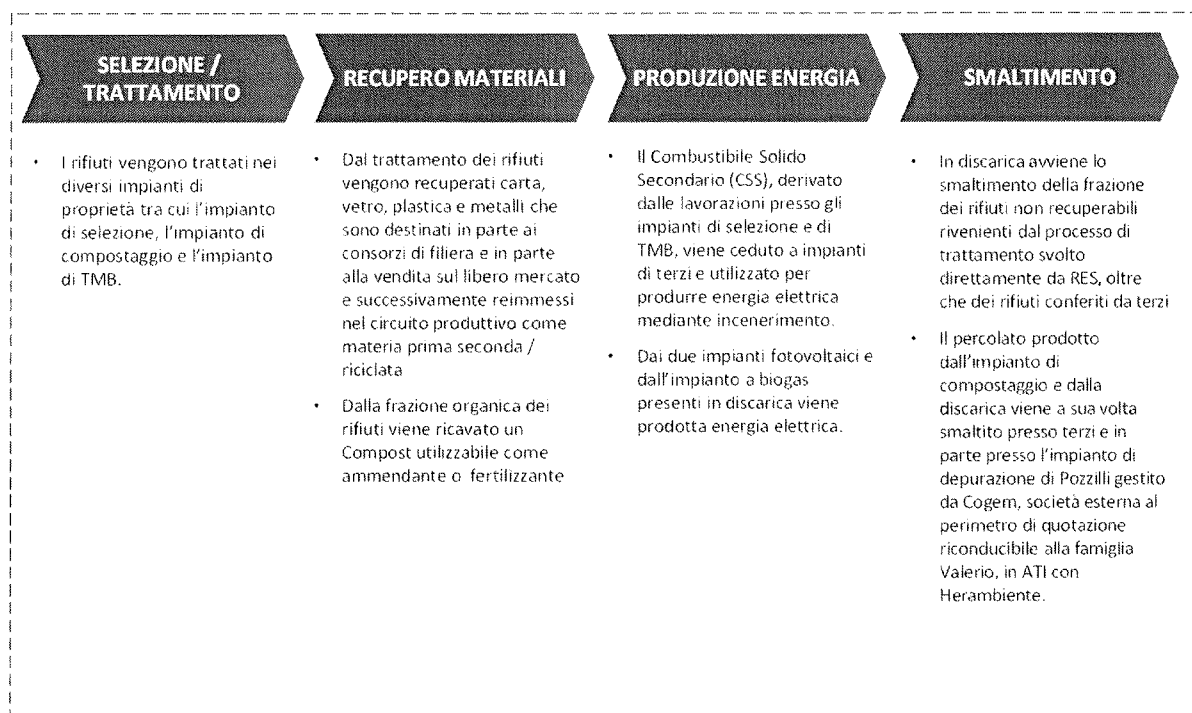 SELEZIONE /
TRATTAMENTO
• I rifiuti vengono trattati nei
diversi impianti di
proprietà tra cui l'impianto
di selezione, l'impianto di
compostaggio e l'impianto
di TMB.
RECUPERO MATERIALI
• Dal trattamento dei rifiuti
vengono recuperati carta,
vetro, plastica e metalli che
sono destinati in parte ai
consorzi di filiera e in parte
alla vendita sul libero mercato
e successivamente reimmessi
nel circuito produttivo come
materia prima seconda /
riciclata
• Dalla frazione organica dei
rifiuti viene ricavato un
Compost utilizzabile come
ammendante o fertilizzante
PRODUZIONE ENERGIA
• Il Combustibile Solido
Secondario (CSS), derivato
dalle lavorazioni presso gli
impianti di selezione e di
TMB, viene ceduto a impianti
di terzi e utilizzato per
produrre energia elettrica
mediante incenerimento.
• Dai due impianti fotovoltaici e
dall'impianto a biogas
presenti in discarica viene
prodotta energia elettrica.
SMALTIMENTO
• In discarica avviene lo
smaltimento della frazione
dei rifiuti non recuperabili
rivenienti dal processo di
trattamento svolto
direttamente da RES, oltre
che dei rifiuti conferiti da terzi
• Il percolato prodotto
dall'impianto di
compostaggio e dalla
discarica viene a sua volta
smaltito presso terzi e in
parte presso l'impianto di
depurazione di Pozzilli gestito
da Cogem, società esterna al
perimetro di quotazione
riconducibile alla famiglia
Valerio, in ATI con
Herambiente.